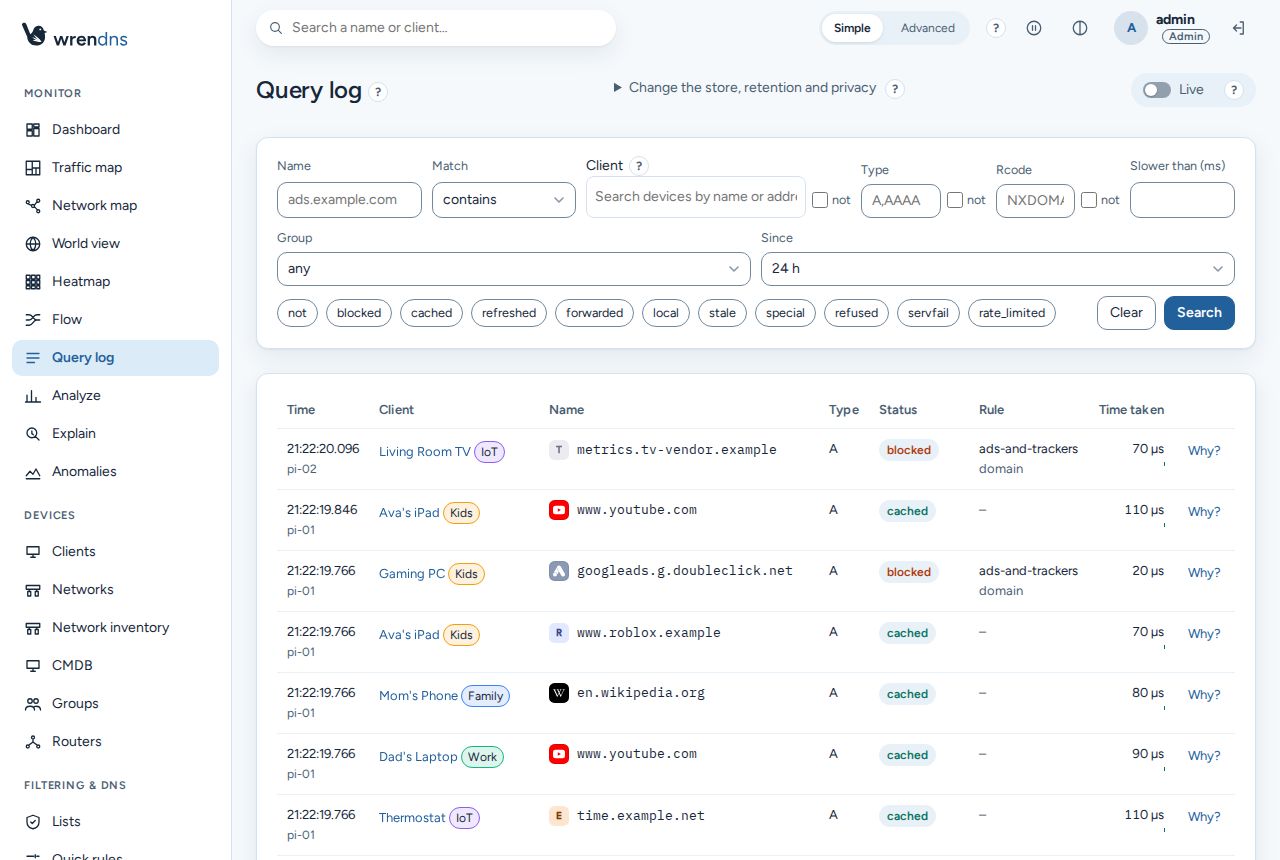 wrendns
Search a name or client...
Simple
Advanced
?
A
admin
Admin
MONITOR
Dashboard
Traffic map
Network map
World view
Heatmap
Flow
Query log
Analyze
Explain
Anomalies
DEVICES
Clients
Networks
Network inventory
CMDB
Groups
Routers
FILTERING & DNS
Lists
Quick rules
Query log ?
Change the store, retention and privacy ?
Live ?
Name
Match
Client ?
Type
Rcode
Slower than (ms)
ads.example.com
contains
Search devices by name or addr
not
A,AAAA
not
NXDOMA
not
Group
Since
any
24 h
not
blocked
cached
refreshed
forwarded
local
stale
special
refused
servfail
rate_limited
Clear
Search
Time Client Name Type Status Rule Time taken
21:22:20.096 Living Room TV IoT T metrics.tv-vendor.example A blocked ads-and-trackers 70 µs Why?
pi-02 domain
21:22:19.846 Ava's iPad Kids www.youtube.com A cached – 110 µs Why?
pi-01
21:22:19.766 Gaming PC Kids googleads.g.doubleclick.net A blocked ads-and-trackers 20 µs Why?
pi-01 domain
21:22:19.766 Ava's iPad Kids R www.roblox.example A cached – 70 µs Why?
pi-01
21:22:19.766 Mom's Phone Family W en.wikipedia.org A cached – 80 µs Why?
pi-01
21:22:19.766 Dad's Laptop Work www.youtube.com A cached – 90 µs Why?
pi-01
21:22:19.766 Thermostat IoT E time.example.net A cached – 110 µs Why?
pi-01